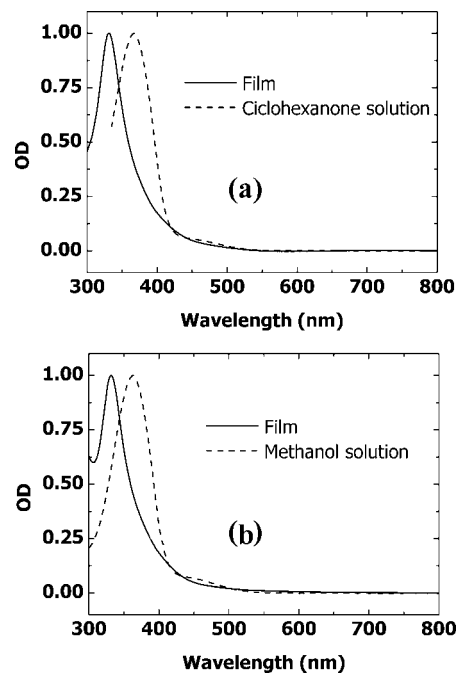 1.00
0.75
0.50
0.25
0.00
OD
Film
Ciclohexanone solution
(a)
300 400 500 600 700 800
Wavelength (nm)
1.00
0.75
0.50
0.25
0.00
OD
Film
Methanol solution
(b)
300 400 500 600 700 800
Wavelength (nm)